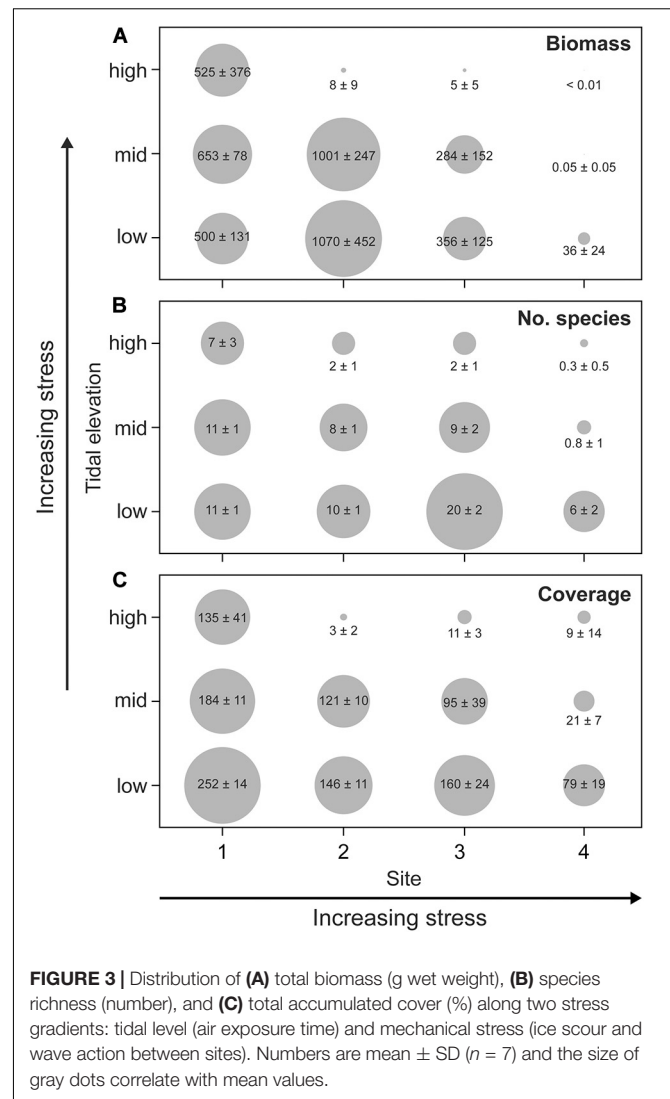 A
Biomass
high
525 ± 376
8 ± 9
5 ± 5
< 0.01
mid
653 ± 78
1001 ± 247
284 ± 152
0.05 ± 0.05
low
500 ± 131
1070 ± 452
356 ± 125
36 ± 24
B
No. species
high
7 ± 3
2 ± 1
2 ± 1
0.3 ± 0.5
mid
11 ± 1
8 ± 1
9 ± 2
0.8 ± 1
low
11 ± 1
10 ± 1
20 ± 2
6 ± 2
C
Coverage
high
135 ± 41
3 ± 2
11 ± 3
9 ± 14
mid
184 ± 11
121 ± 10
95 ± 39
21 ± 7
low
252 ± 14
146 ± 11
160 ± 24
79 ± 19
Increasing stress
Tidal elevation
1 2 3 4
Site
Increasing stress
FIGURE 3 | Distribution of (A) total biomass (g wet weight), (B) species
richness (number), and (C) total accumulated cover (%) along two stress
gradients: tidal level (air exposure time) and mechanical stress (ice scour and
wave action between sites). Numbers are mean ± SD (n = 7) and the size of
gray dots correlate with mean values.